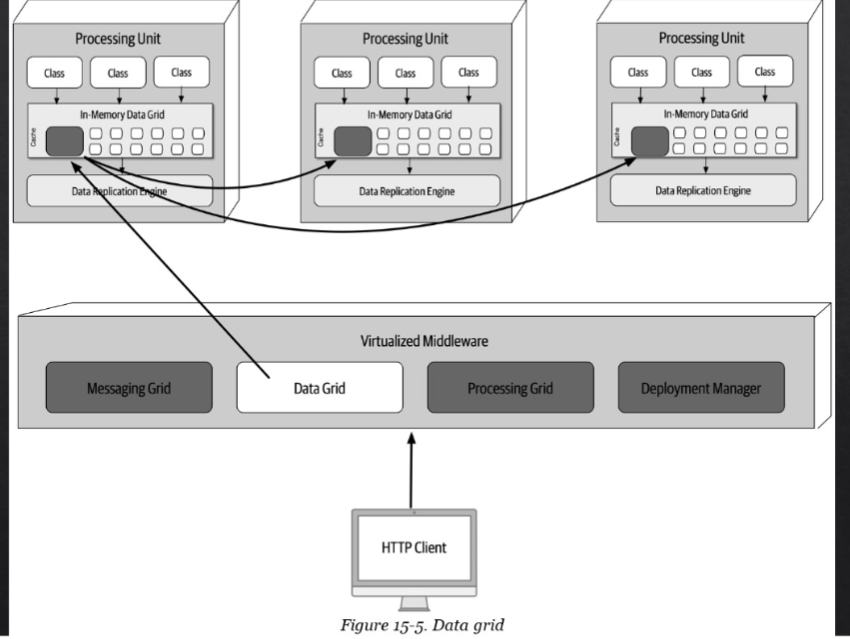 Processing Unit
Class Class Class
In-Memory Data Grid
Cache
Data Replication Engine
Processing Unit
Class Class Class
In-Memory Data Grid
Cache
Data Replication Engine
Processing Unit
Class Class Class
In-Memory Data Grid
Cache
Data Replication Engine
Virtualized Middleware
Messaging Grid
Data Grid
Processing Grid
Deployment Manager
HTTP Client
Figure 15-5. Data grid